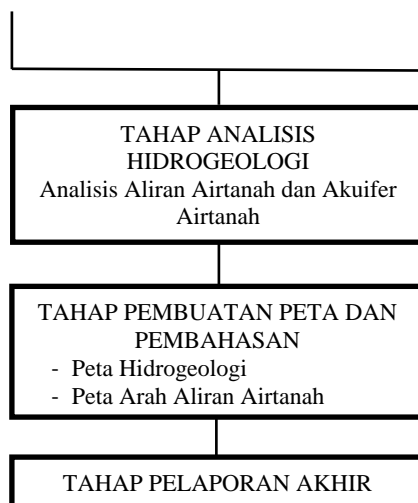 TAHAP ANALISIS
HIDROGEOLOGI
Analisis Aliran Airtanah dan Akuifer
Airtanah
TAHAP PEMBUATAN PETA DAN
PEMBAHASAN
- Peta Hidrogeologi
- Peta Arah Aliran Airtanah
TAHAP PELAPORAN AKHIR